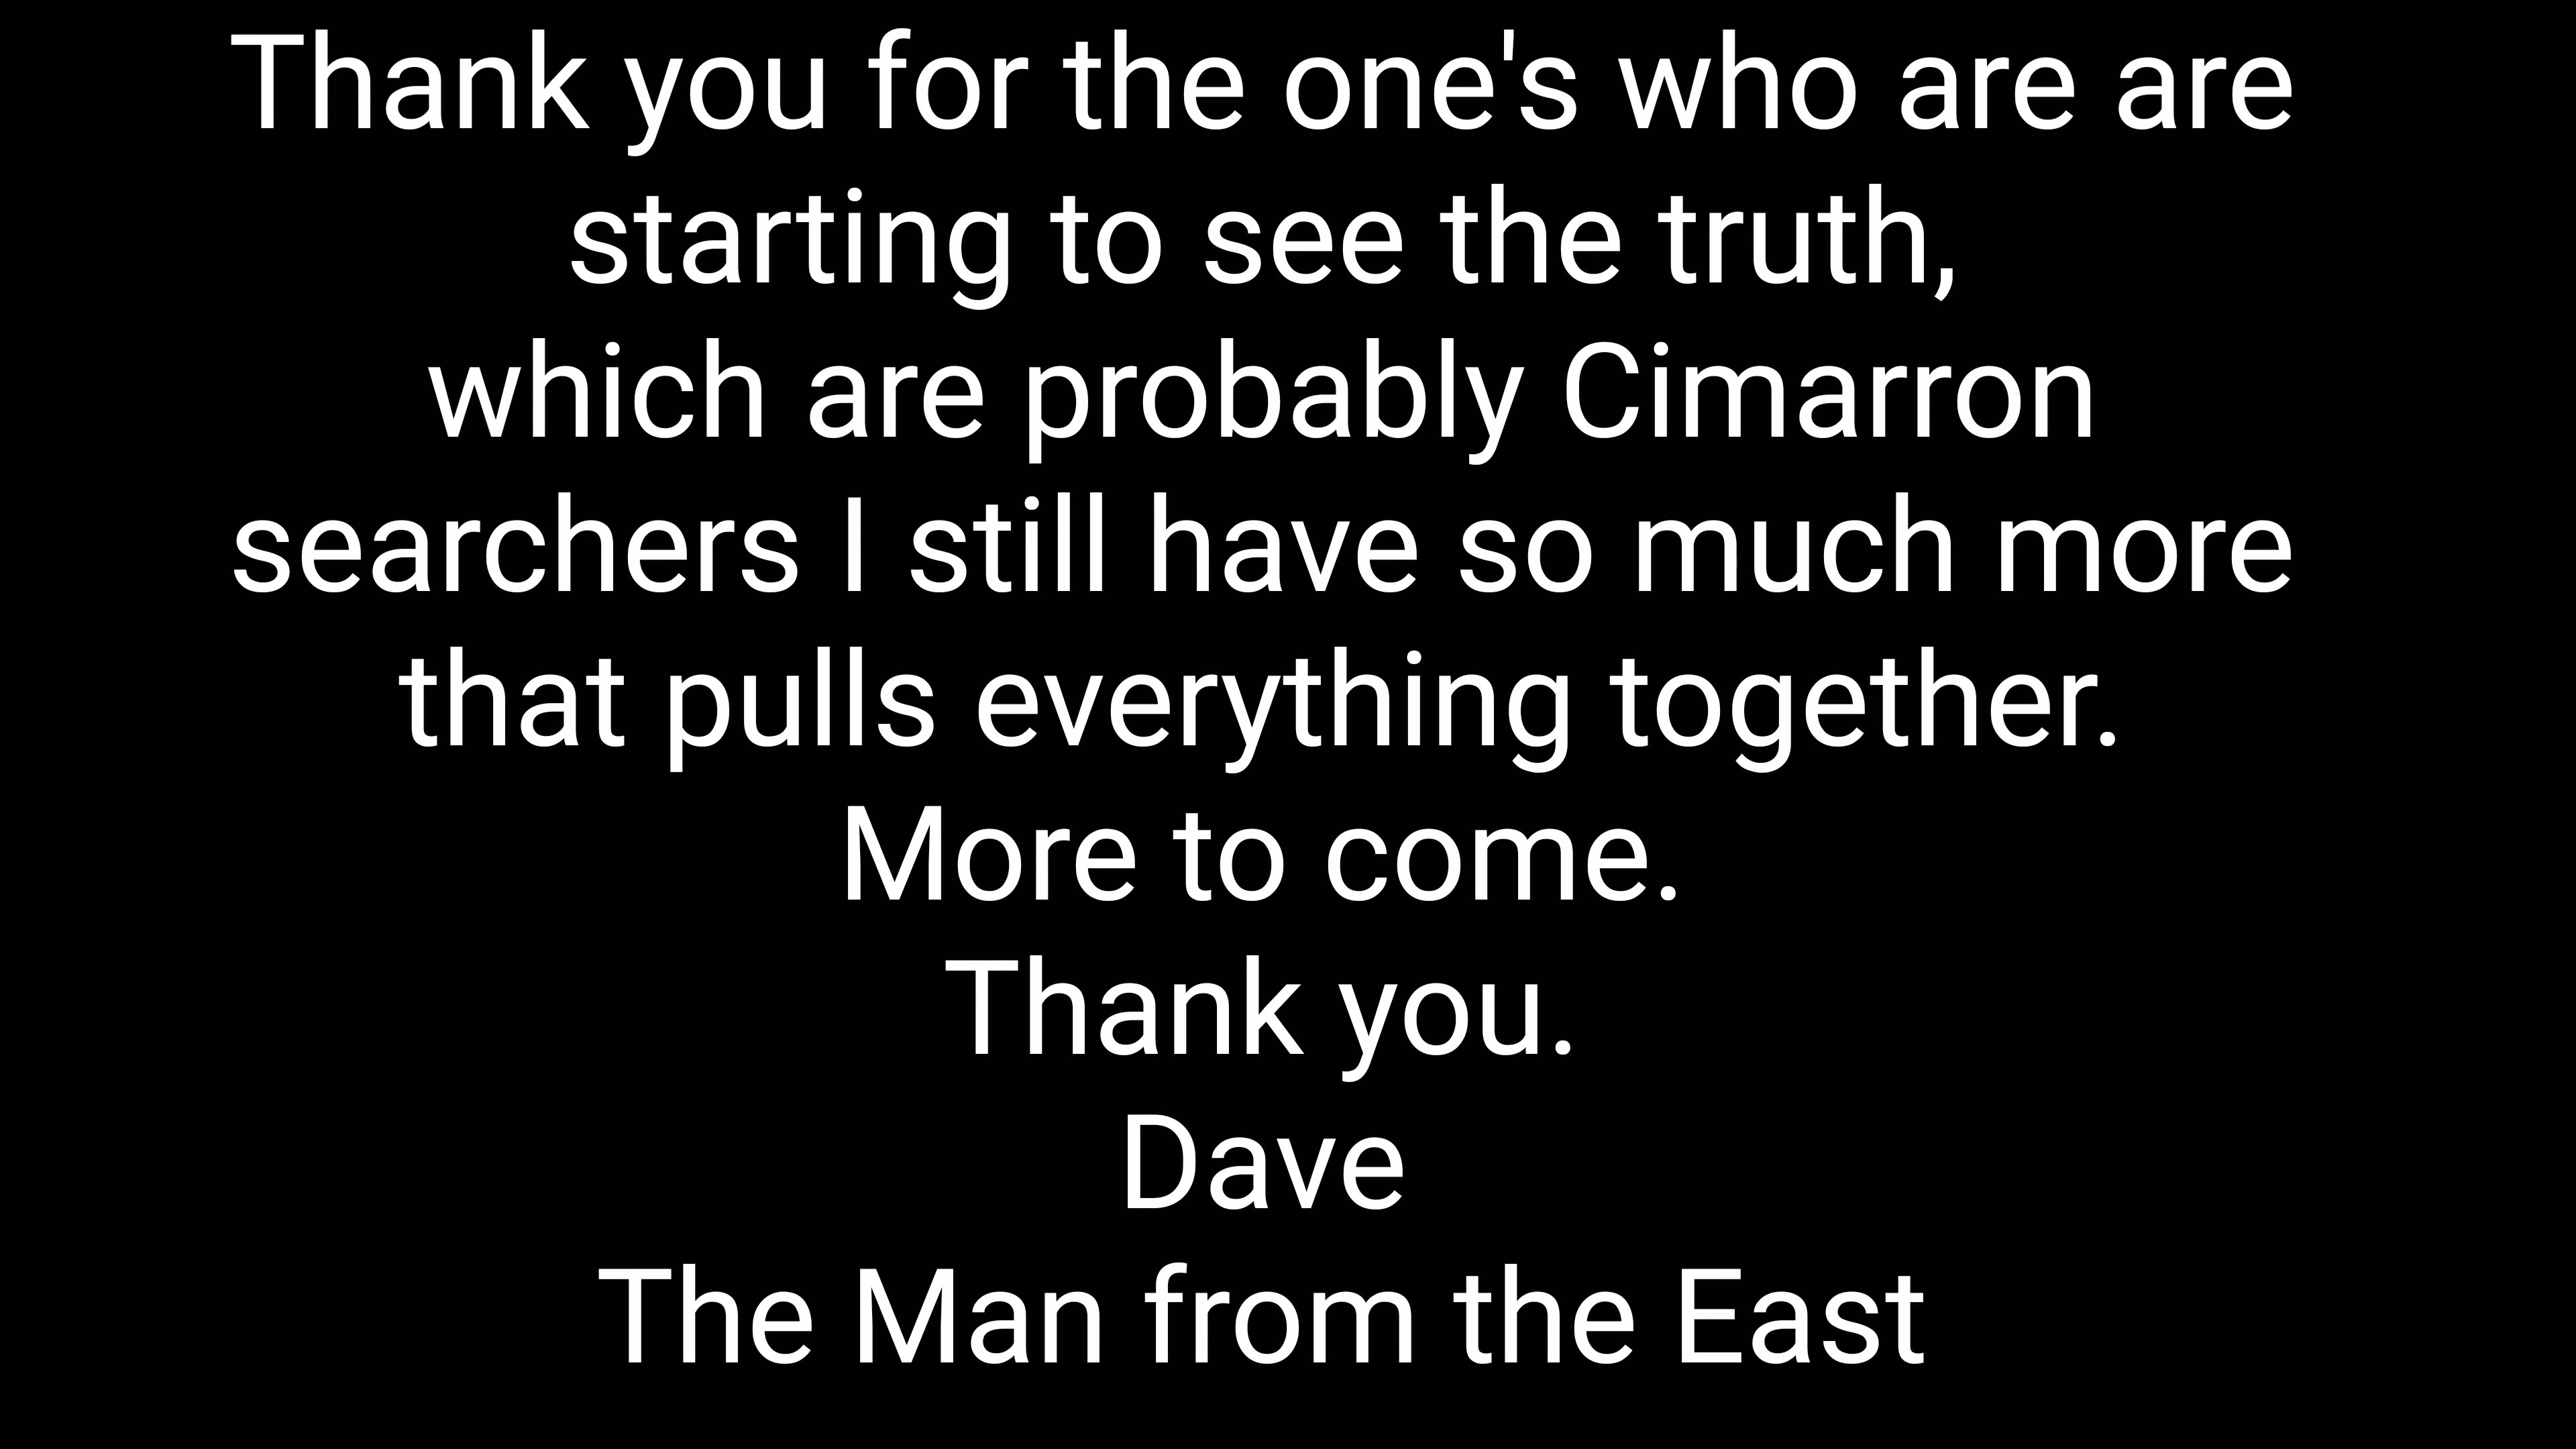 Thank you for the one's who are are
starting to see the truth,
which are probably Cimarron
searchers I still have so much more
that pulls everything together.
More to come.
Thank you.
Dave
The Man from the East